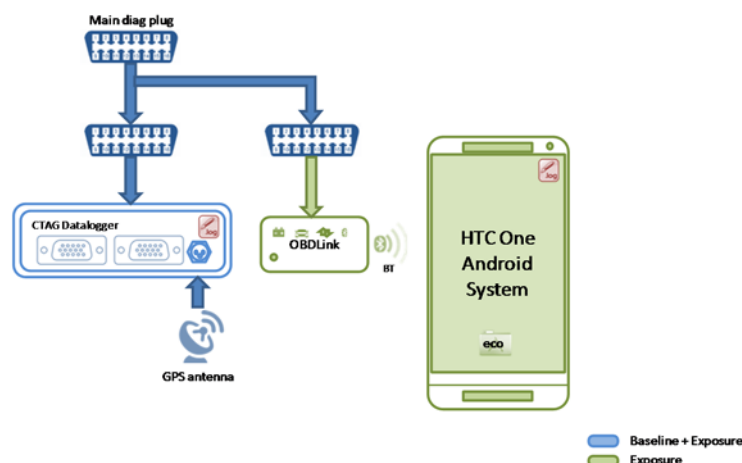 Main diag plug
CTAG Datalogger
log
OBDLink
BT
GPS antenna
log
HTC One
Android
System
eco
Baseline + Exposure
Exposure